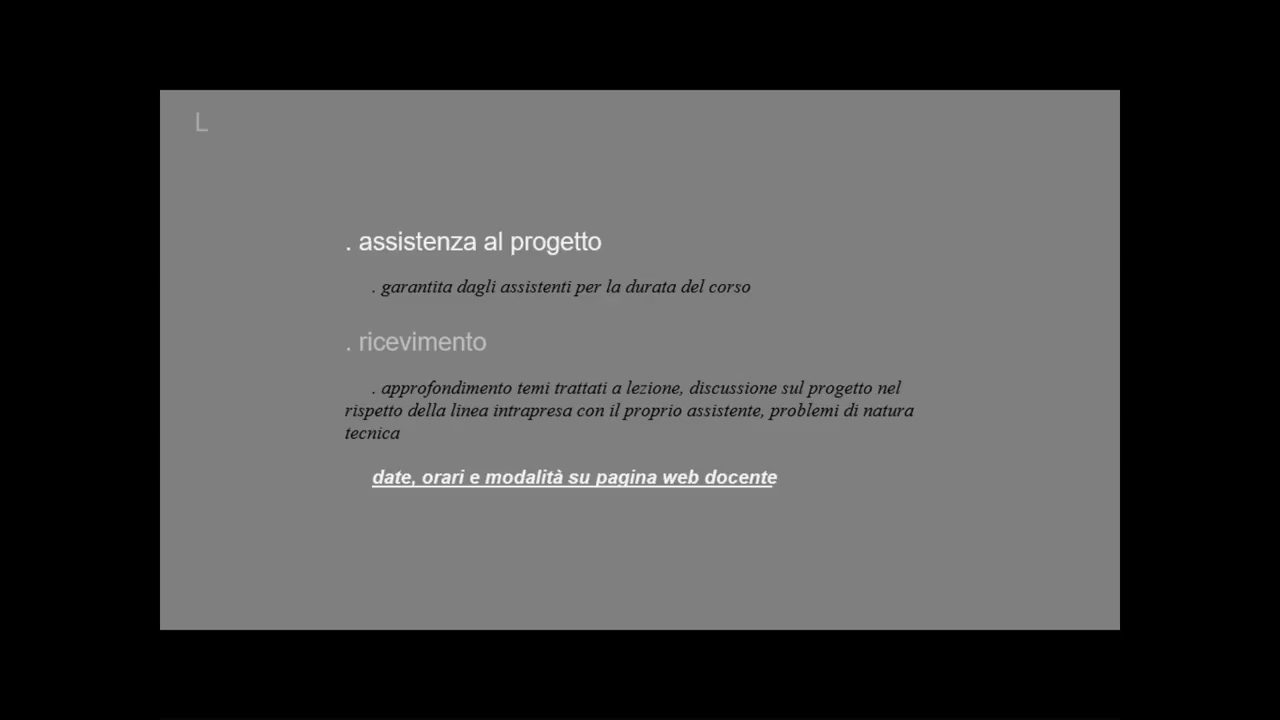 L
. assistenza al progetto
. garantita dagli assistenti per la durata del corso
. ricevimento
. approfondimento temi trattati a lezione, discussione sul progetto nel
rispetto della linea intrapresa con il proprio assistente, problemi di natura
tecnica
date, orari e modalità su pagina web docente